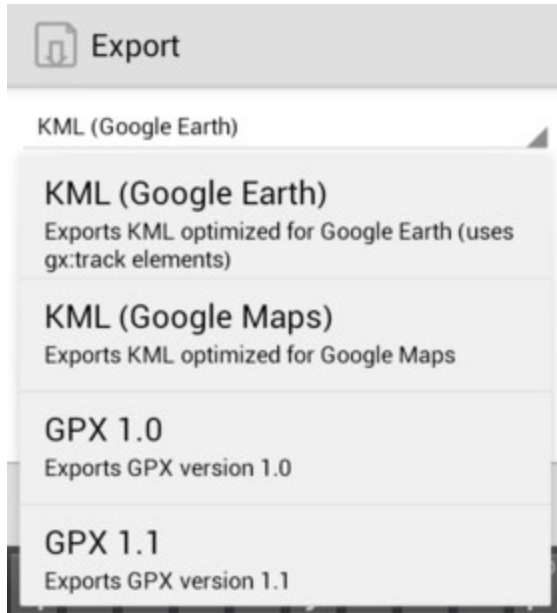 Export
KML (Google Earth)
KML (Google Earth)
Exports KML optimized for Google Earth (uses
gx:track elements)
KML (Google Maps)
Exports KML optimized for Google Maps
GPX 1.0
Exports GPX version 1.0
GPX 1.1
Exports GPX version 1.1